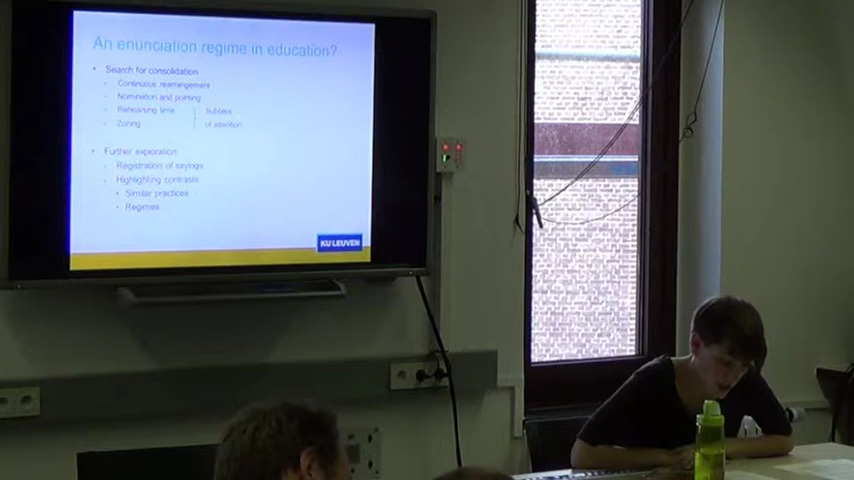 An enunciation regime in education?
• Search for consolidation
- Continuous rearrangement
- Nomination and pointing
- Rehearsing time bubbles
- Zoning of attention
• Further exploration
- Registration of sayings
- Highlighting contrasts
• Similar practices
• Regimes
KU LEUVEN